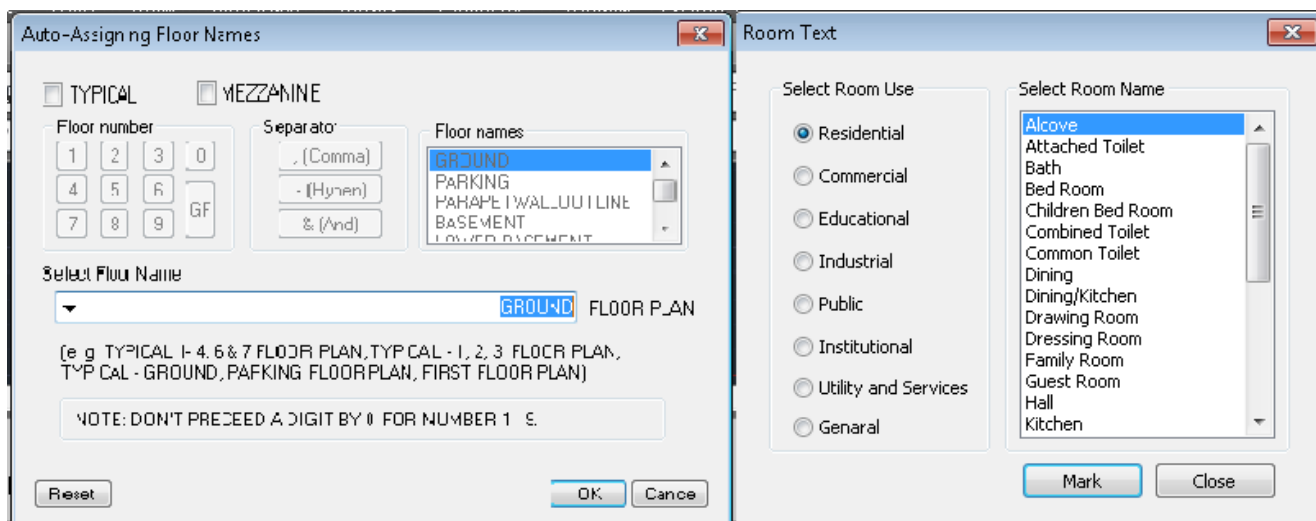 Auto-Assigning Floor Names
TYPICAL
MEZZANINE
Floor number
Separator
Floor names
1 2 3 0
4 5 6
7 8 9
GF
, (Comma)
- (Hypen)
& (And)
GROUND
PARKING
PARAPETWALLOUTLINE
BASEMENT
LOWER BASEMENT
Select Floor Name
GROUND FLOOR PLAN
(e.g. TYPICAL 1- 4, 6 & 7 FLOOR PLAN, TYPICAL - 1, 2, 3 FLOOR PLAN,
TYPICAL - GROUND, PARKING FLOOR PLAN, FIRST FLOOR PLAN)
NOTE: DON'T PRECEED A DIGIT BY 0 FOR NUMBER 1 - 9.
Reset
OK
Cancel
Room Text
Select Room Use
Residential
Commercial
Educational
Industrial
Public
Institutional
Utility and Services
Genaral
Select Room Name
Alcove
Attached Toilet
Bath
Bed Room
Children Bed Room
Combined Toilet
Common Toilet
Dining
Dining/Kitchen
Drawing Room
Dressing Room
Family Room
Guest Room
Hall
Kitchen
Mark
Close